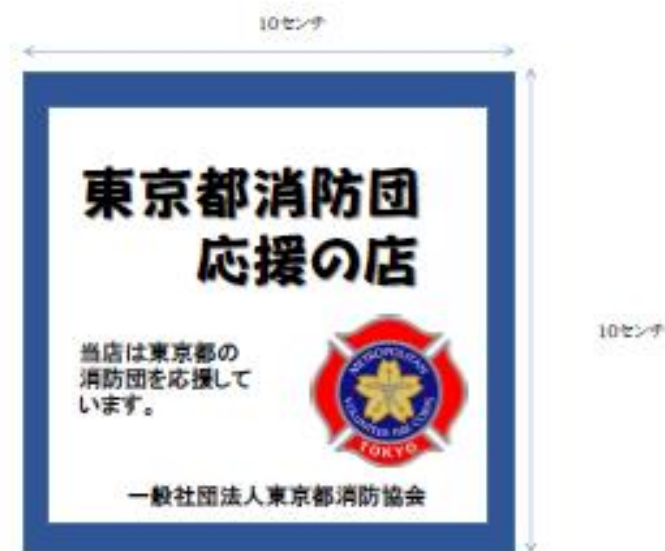 10センチ
東京都消防団
応援の店
10センチ
当店は東京都の
消防団を応援して
います。
METROPOLITAN
VOLUNTEER FIRE CORPS
TOKYO
一般社団法人東京都消防協会